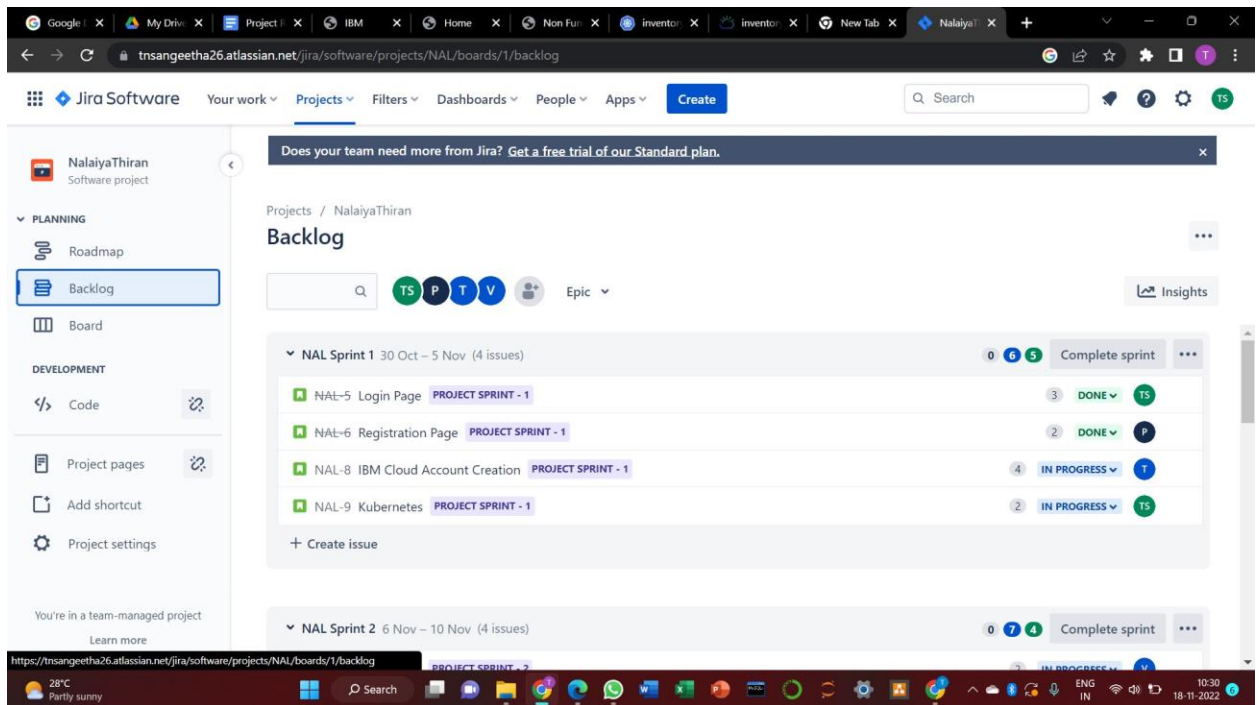 Google
My Drive
Project
IBM
Home
Non Fun
inventor
inventor
New Tab
NalaiyaT
tnsangeetha26.atlassian.net/jira/software/projects/NAL/boards/1/backlog
T
Jira Software
Your work
Projects
Filters
Dashboards
People
Apps
Create
Search
TS
Does your team need more from Jira? Get a free trial of our Standard plan.
NalaiyaThiran
Software project
PLANNING
Roadmap
Backlog
Board
DEVELOPMENT
Code
Project pages
Add shortcut
Project settings
You're in a team-managed project
Learn more
Projects / NalaiyaThiran
Backlog
TS P T V
Epic
Insights
NAL Sprint 1 30 Oct – 5 Nov (4 issues) 0 6 5 Complete sprint
NAL-5 Login Page PROJECT SPRINT - 1 3 DONE TS
NAL-6 Registration Page PROJECT SPRINT - 1 2 DONE P
NAL-8 IBM Cloud Account Creation PROJECT SPRINT - 1 4 IN PROGRESS T
NAL-9 Kubernetes PROJECT SPRINT - 1 2 IN PROGRESS TS
+ Create issue
NAL Sprint 2 6 Nov – 10 Nov (4 issues) 0 7 4 Complete sprint
PROJECT SPRINT - 2 2 IN PROGRESS V
https://tnsangeetha26.atlassian.net/jira/software/projects/NAL/boards/1/backlog
28°C
Partly sunny
Search
ENG
IN
10:30
18-11-2022
6